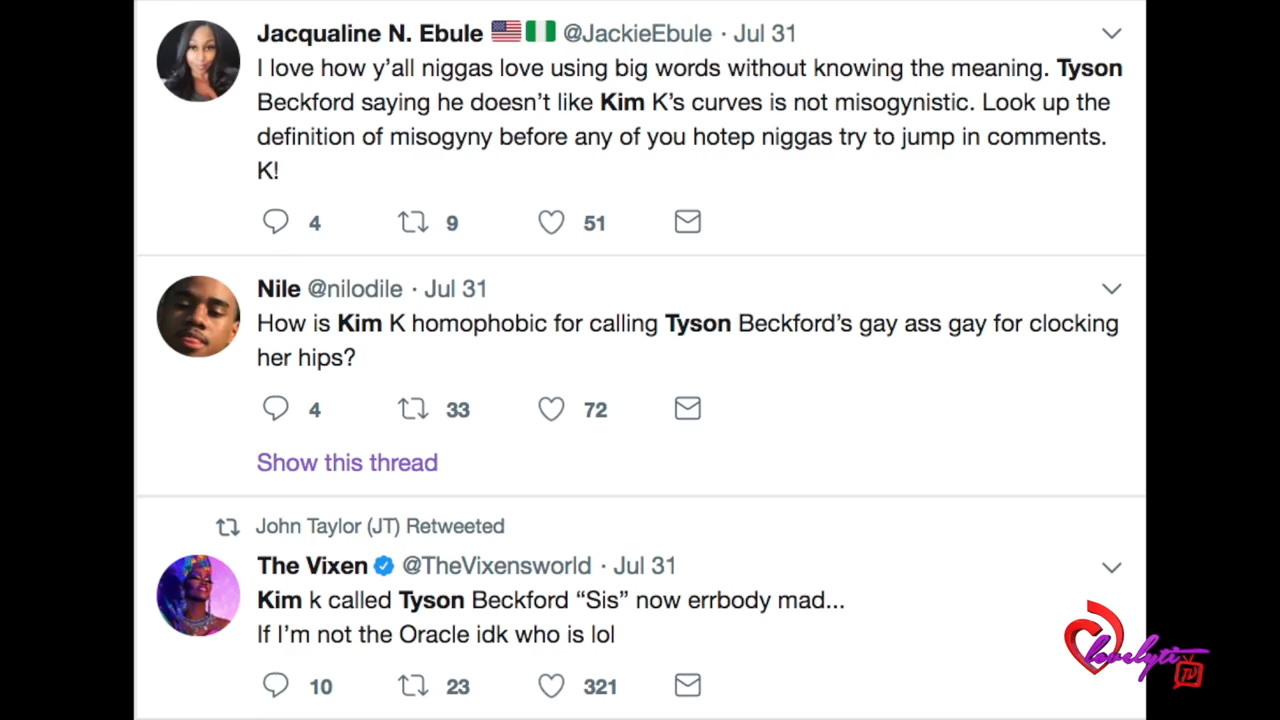 Jacqualine N. Ebule 🇺🇸🇳🇬 @JackieEbule · Jul 31
I love how y’all niggas love using big words without knowing the meaning. Tyson
Beckford saying he doesn’t like Kim K’s curves is not misogynistic. Look up the
definition of misogyny before any of you hotep niggas try to jump in comments.
K!
4 9 51
Nile @nilodile · Jul 31
How is Kim K homophobic for calling Tyson Beckford’s gay ass gay for clocking
her hips?
4 33 72
Show this thread
John Taylor (JT) Retweeted
The Vixen @TheVixensworld · Jul 31
Kim k called Tyson Beckford “Sis” now errbody mad...
If I’m not the Oracle idk who is lol
10 23 321
lovelyti
TV